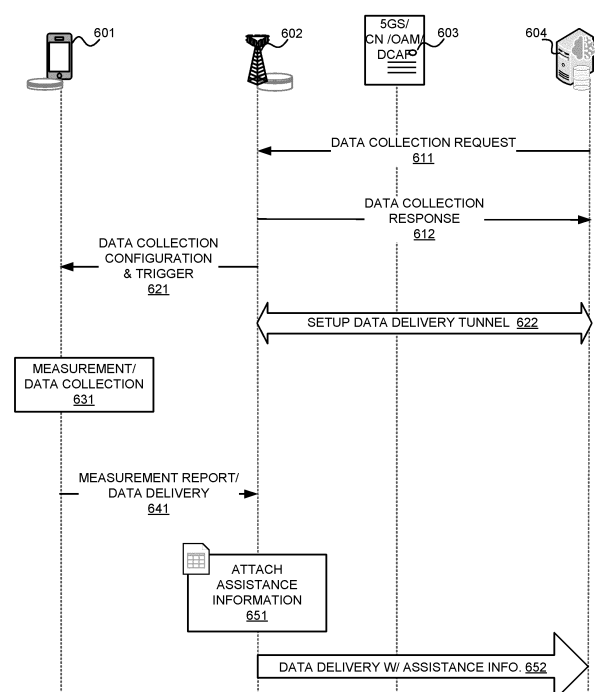 601
602
5GS/
CN /OAM/
DCAF
603
604
DATA COLLECTION REQUEST
611
DATA COLLECTION
RESPONSE
612
DATA COLLECTION
CONFIGURATION
& TRIGGER
621
SETUP DATA DELIVERY TUNNEL 622
MEASUREMENT/
DATA COLLECTION
631
MEASUREMENT REPORT/
DATA DELIVERY
641
ATTACH
ASSISTANCE
INFORMATION
651
DATA DELIVERY W/ ASSISTANCE INFO. 652